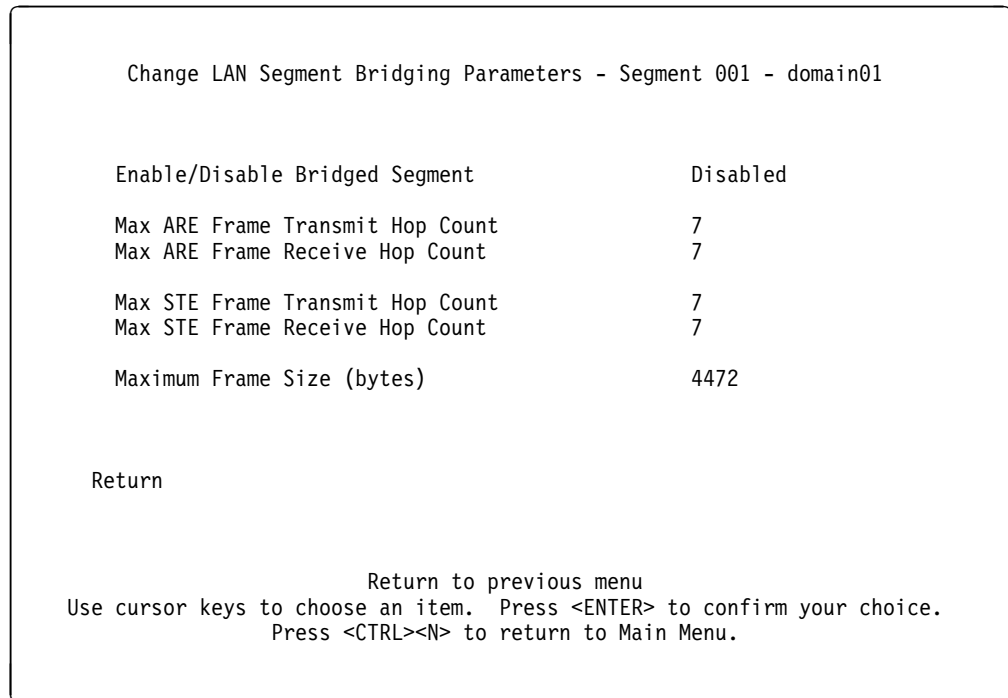 Change LAN Segment Bridging Parameters - Segment 001 - domain01
Enable/Disable Bridged Segment Disabled
Max ARE Frame Transmit Hop Count 7
Max ARE Frame Receive Hop Count 7
Max STE Frame Transmit Hop Count 7
Max STE Frame Receive Hop Count 7
Maximum Frame Size (bytes) 4472
Return
Return to previous menu
Use cursor keys to choose an item. Press <ENTER> to confirm your choice.
Press <CTRL><N> to return to Main Menu.